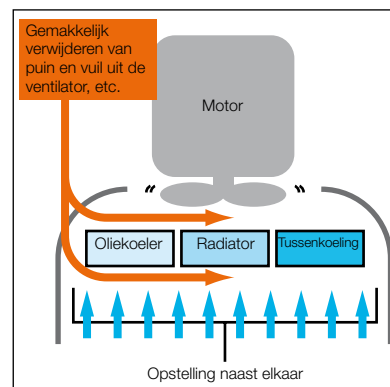 Gemakkelijk
verwijderen van
puin en vuil uit de
ventilator, etc.
Motor
Oliekoeler
Radiator
Tussenkoeling
Opstelling naast elkaar